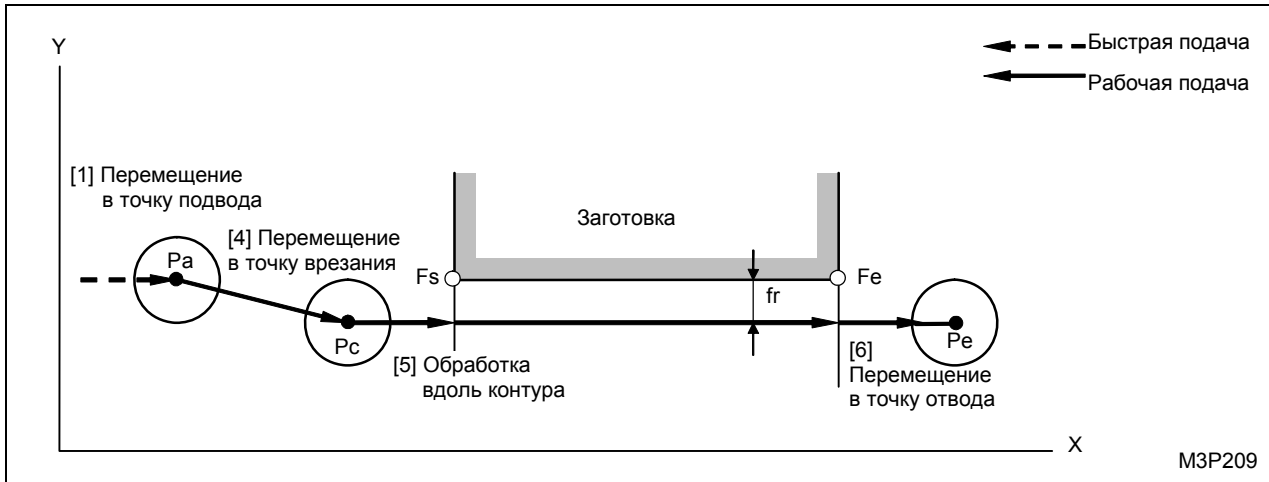 Y
Быстрая подача
Рабочая подача
[1] Перемещение
в точку подвода
Заготовка
[4] Перемещение
в точку врезания
Pa
Fs
Fe
fr
Pc
Pe
[5] Обработка
вдоль контура
[6]
Перемещение
в точку отвода
X
M3P209